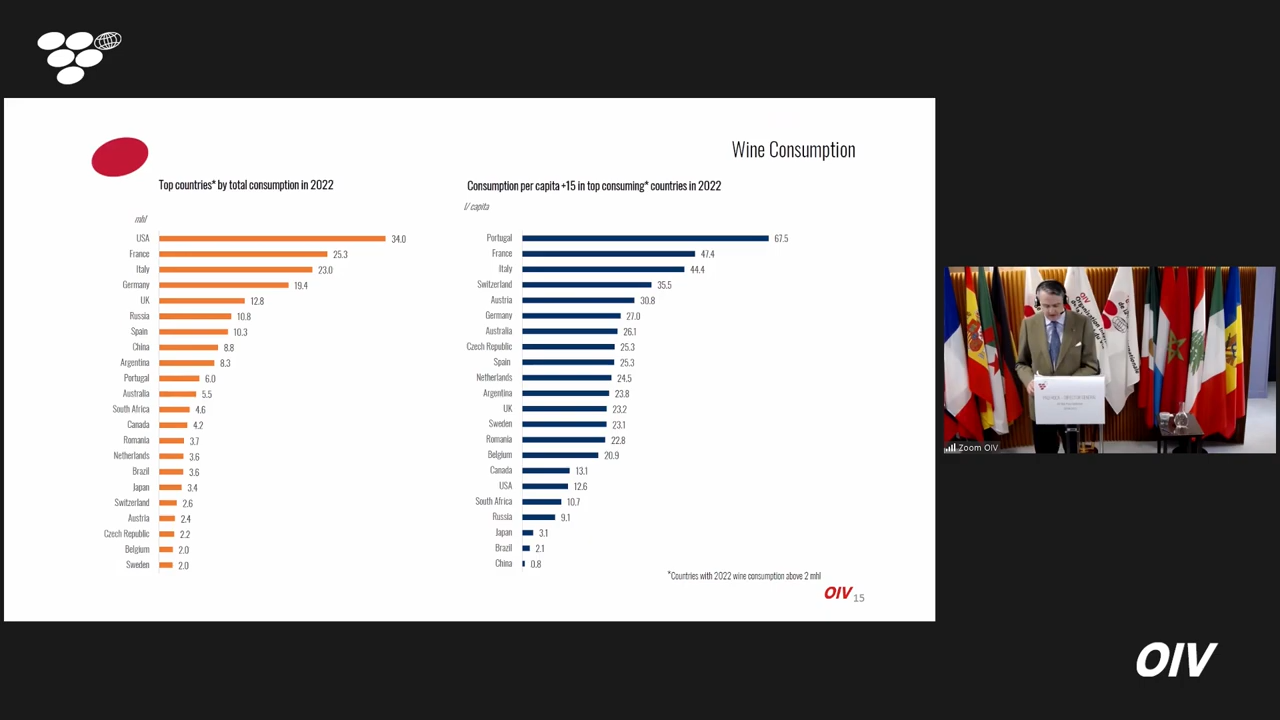 Wine Consumption
Top countries* by total consumption in 2022
mhl
USA 34.0
France 25.3
Italy 23.0
Germany 19.4
UK 12.8
Russia 10.8
Spain 10.3
China 8.8
Argentina 8.3
Portugal 6.0
Australia 5.5
South Africa 4.6
Canada 4.2
Romania 3.7
Netherlands 3.6
Brazil 3.6
Japan 3.4
Switzerland 2.6
Austria 2.4
Czech Republic 2.2
Belgium 2.0
Sweden 2.0
Consumption per capita +15 in top consuming* countries in 2022
l/ capita
Portugal 67.5
France 47.4
Italy 44.4
Switzerland 35.5
Austria 30.8
Germany 27.0
Australia 26.1
Czech Republic 25.3
Spain 25.3
Netherlands 24.5
Argentina 23.8
UK 23.2
Sweden 23.1
Romania 22.8
Belgium 20.9
Canada 13.1
USA 12.6
South Africa 10.7
Russia 9.1
Japan 3.1
Brazil 2.1
China 0.8
*Countries with 2022 wine consumption above 2 mhl
OIV 15
OIV
Zoom OIV
OIV